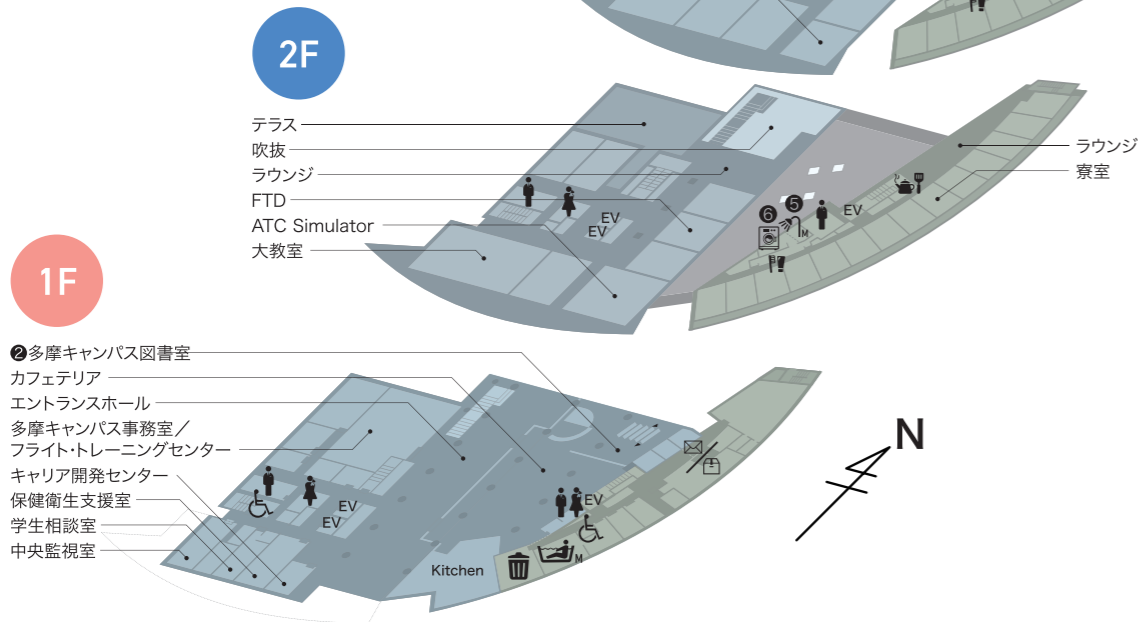 2F
テラス
吹抜
ラウンジ
FTD
ATC Simulator
大教室
EV
EV
❻
❺
M
EV
ラウンジ
寮室
1F
❷多摩キャンパス図書室
カフェテリア
エントランスホール
多摩キャンパス事務室／
フライト・トレーニングセンター
キャリア開発センター
保健衛生支援室
学生相談室
中央監視室
EV
EV
EV
M
Kitchen
N